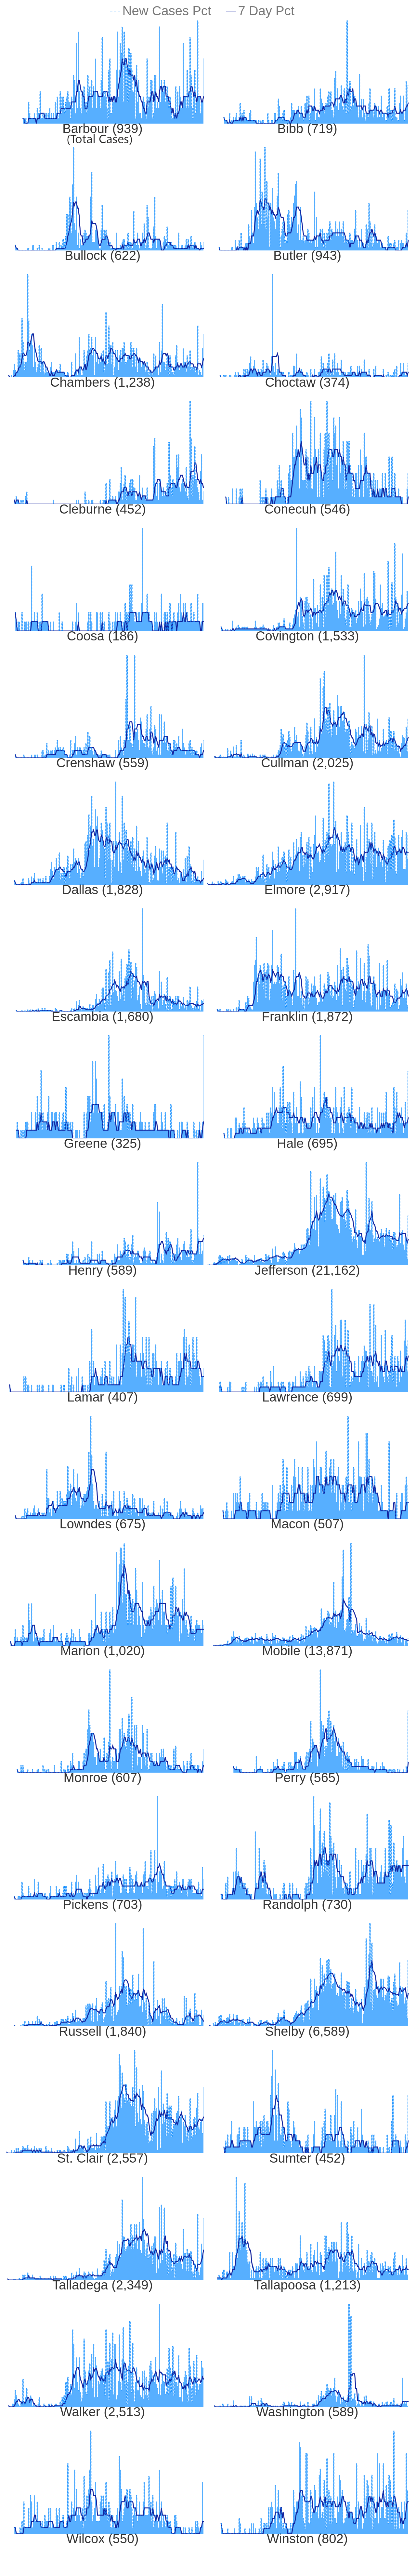 New Cases Pct 7 Day Pct
Barbour (939) Bibb (719)
(Total Cases)
Bullock (622) Butler (943)
Chambers (1,238) Choctaw (374)
Cleburne (452) Conecuh (546)
Coosa (186) Covington (1,533)
Crenshaw (559) Cullman (2,025)
Dallas (1,828) Elmore (2,917)
Escambia (1,680) Franklin (1,872)
Greene (325) Hale (695)
Henry (589) Jefferson (21,162)
Lamar (407) Lawrence (699)
Lowndes (675) Macon (507)
Marion (1,020) Mobile (13,871)
Monroe (607) Perry (565)
Pickens (703) Randolph (730)
Russell (1,840) Shelby (6,589)
St. Clair (2,557) Sumter (452)
Talladega (2,349) Tallapoosa (1,213)
Walker (2,513) Washington (589)
Wilcox (550) Winston (802)